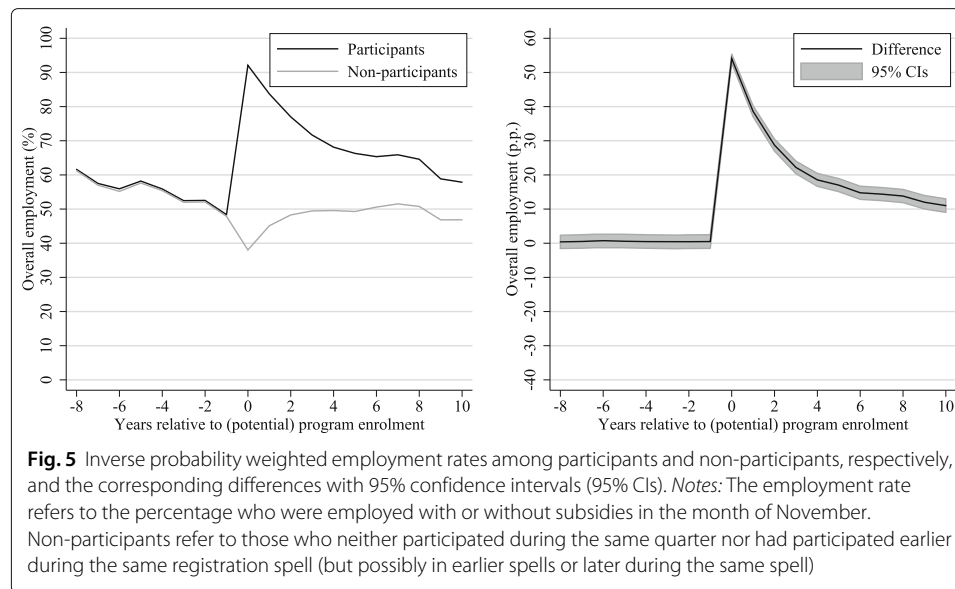 Overall employment (%)
0 10 20 30 40 50 60 70 80 90 100
Participants
Non-participants
-8 -6 -4 -2 0 2 4 6 8 10
Years relative to (potential) program enrolment
Overall employment (p.p.)
-40 -30 -20 -10 0 10 20 30 40 50 60
Difference
95% CIs
-8 -6 -4 -2 0 2 4 6 8 10
Years relative to (potential) program enrolment
Fig. 5 Inverse probability weighted employment rates among participants and non-participants, respectively,
and the corresponding differences with 95% confidence intervals (95% CIs). Notes: The employment rate
refers to the percentage who were employed with or without subsidies in the month of November.
Non-participants refer to those who neither participated during the same quarter nor had participated earlier
during the same registration spell (but possibly in earlier spells or later during the same spell)